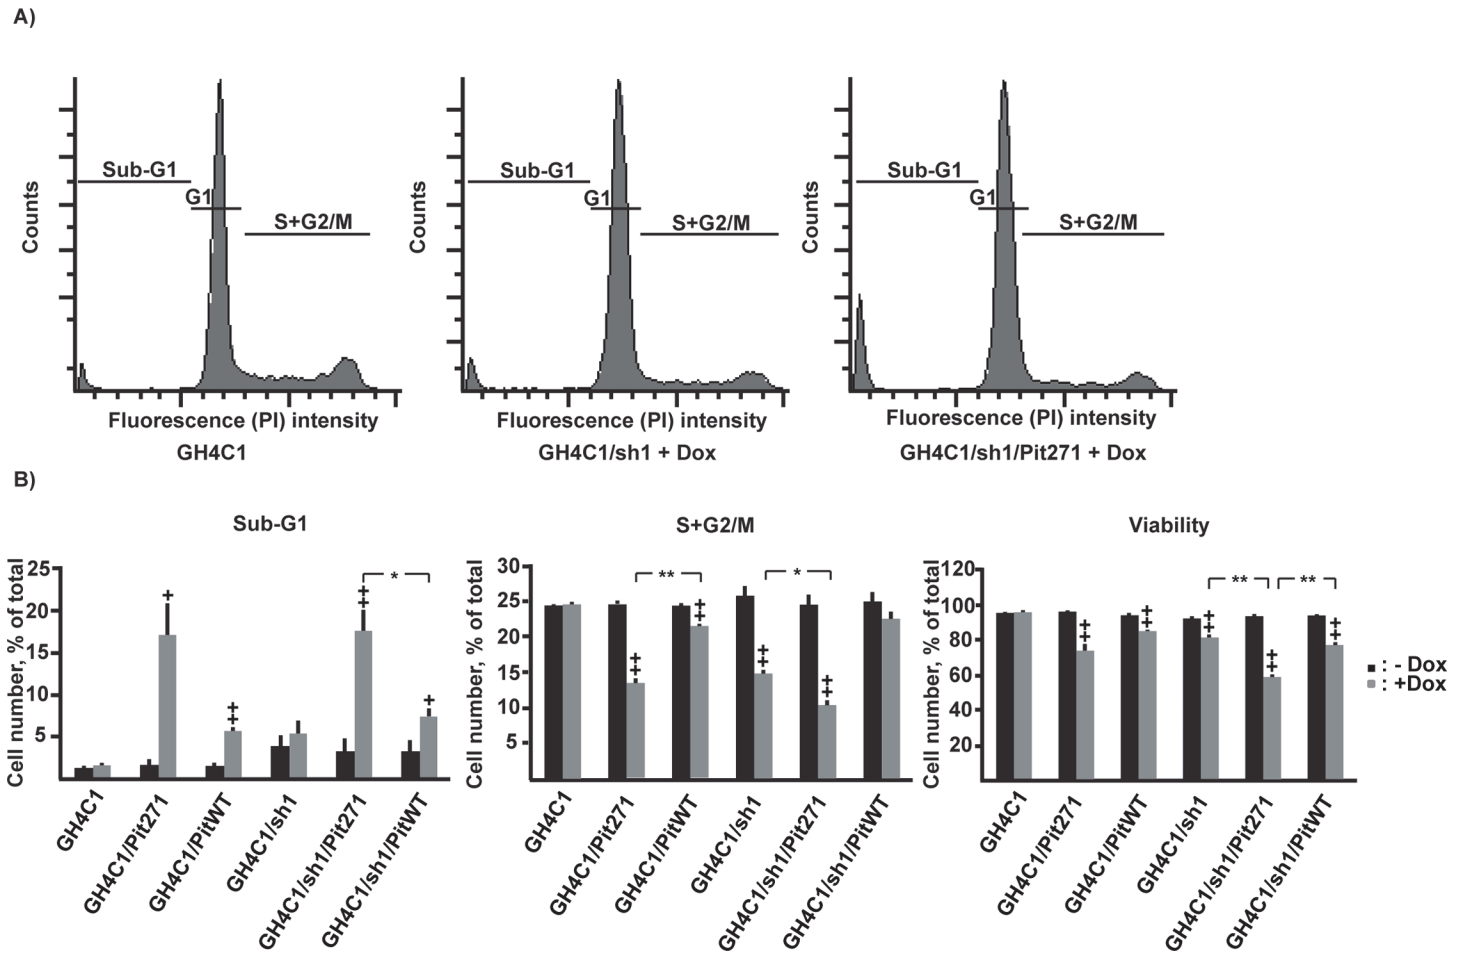 A)
Sub-G1
G1
S+G2/M
Counts
Fluorescence (PI) intensity
GH4C1
Sub-G1
G1
S+G2/M
Counts
Fluorescence (PI) intensity
GH4C1/sh1 + Dox
Sub-G1
G1
S+G2/M
Counts
Fluorescence (PI) intensity
GH4C1/sh1/Pit271 + Dox
B)
Sub-G1
Cell number, % of total
25
20
15
10
5
+
++
++
+
*
GH4C1
GH4C1/Pit271
GH4C1/PitWT
GH4C1/sh1
GH4C1/sh1/Pit271
GH4C1/sh1/PitWT
S+G2/M
Cell number, % of total
30
25
20
15
10
5
++
++
++
++
**
*
GH4C1
GH4C1/Pit271
GH4C1/PitWT
GH4C1/sh1
GH4C1/sh1/Pit271
GH4C1/sh1/PitWT
Viability
Cell number, % of total
120
100
80
60
40
20
++
++
++
++
++
**
**
GH4C1
GH4C1/Pit271
GH4C1/PitWT
GH4C1/sh1
GH4C1/sh1/Pit271
GH4C1/sh1/PitWT
: - Dox
: +Dox